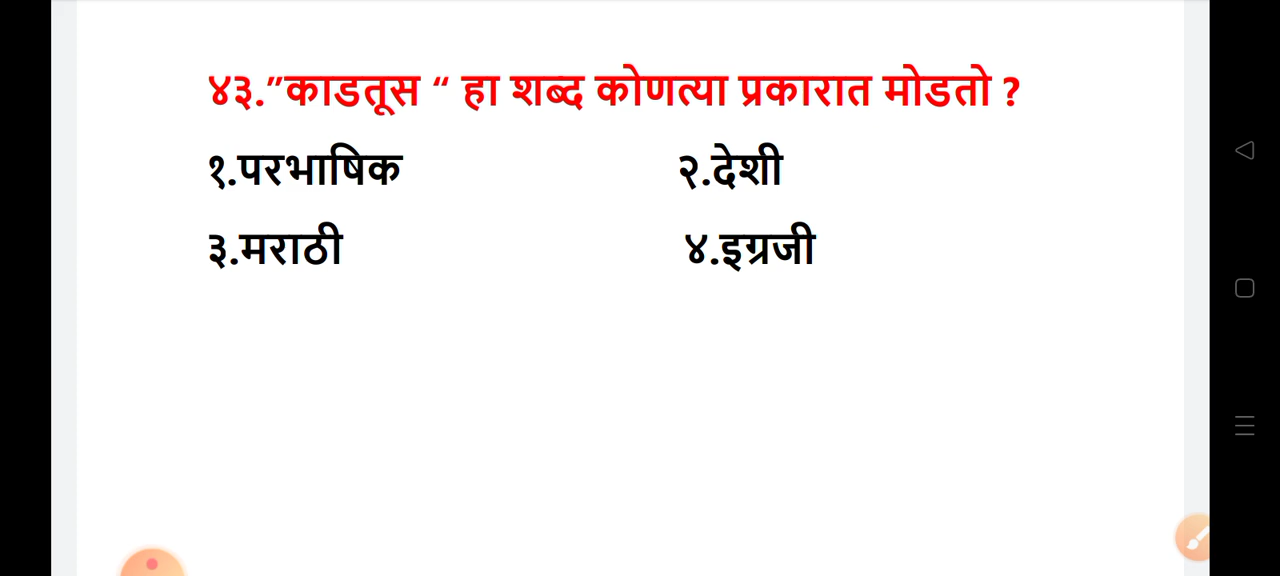 ४३.”काडतूस “ हा शब्द कोणत्या प्रकारात मोडतो ?
१.परभाषिक २.देशी
३.मराठी ४.इग्रजी